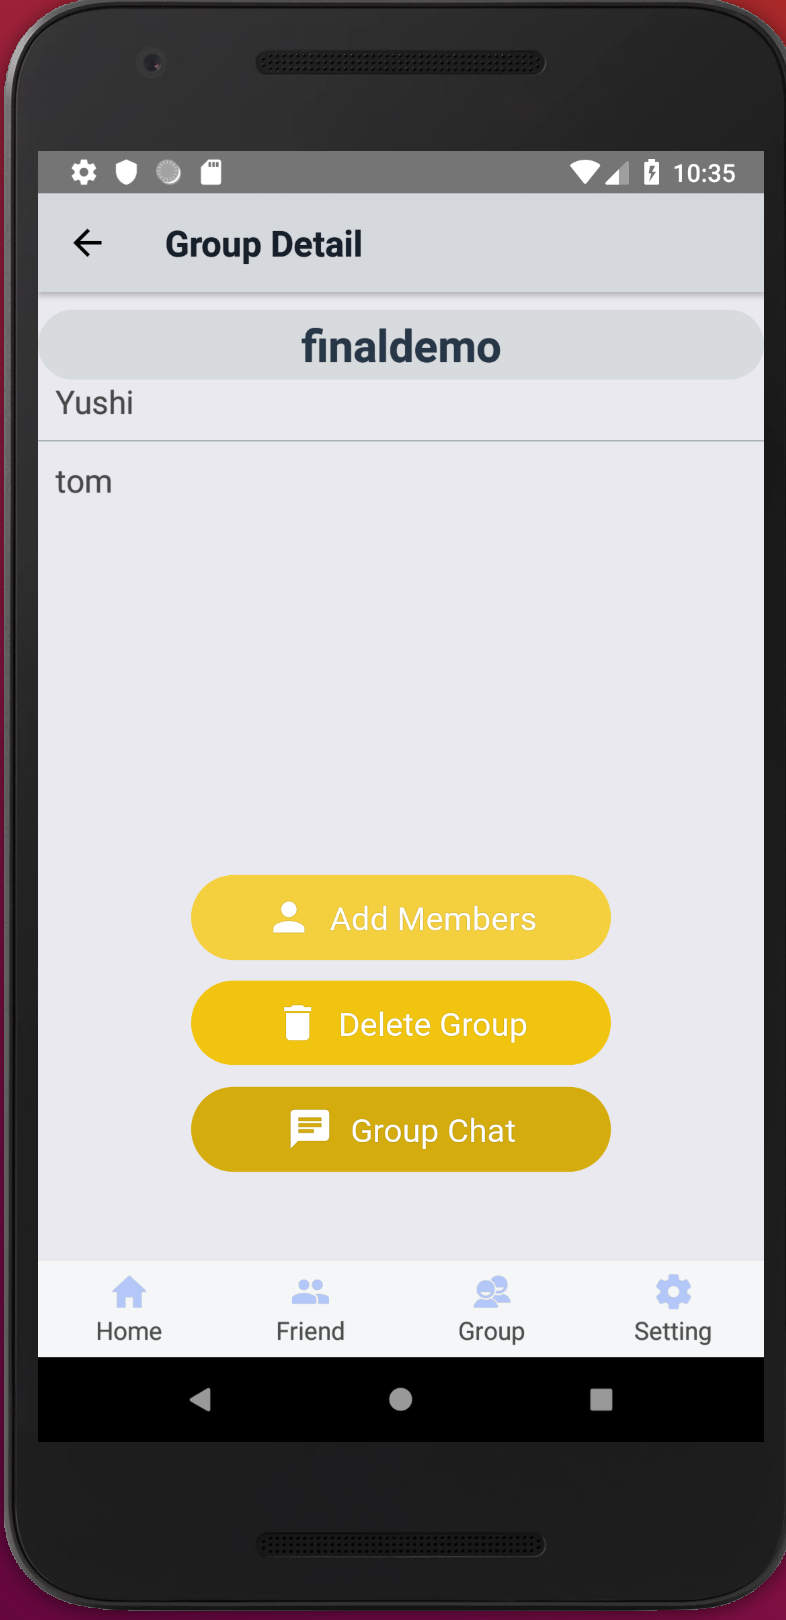 10:35
Group Detail
finaldemo
Yushi
tom
Add Members
Delete Group
Group Chat
Home
Friend
Group
Setting